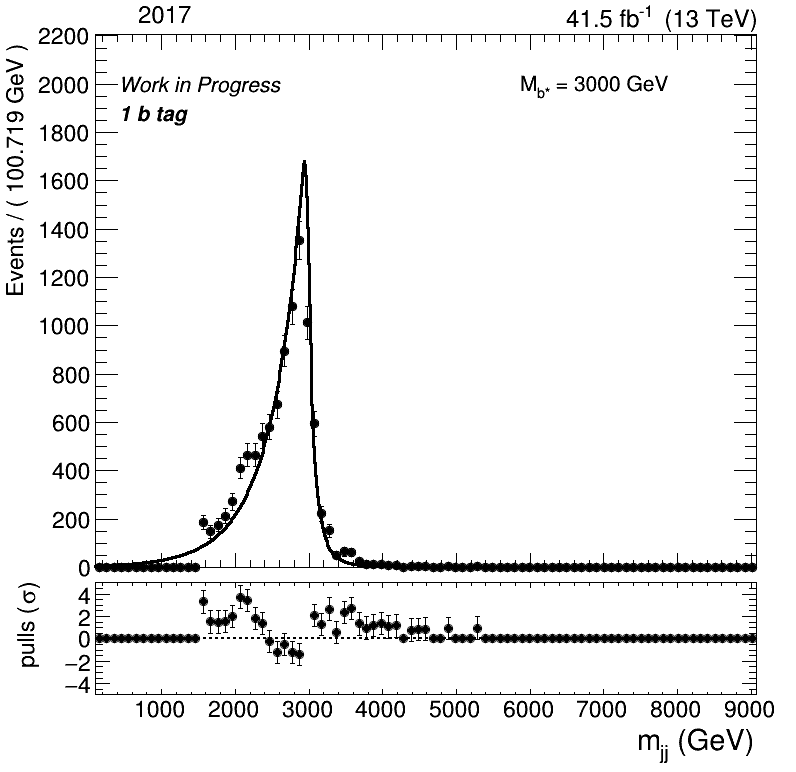 2017 41.5 fb-1 (13 TeV)
Events / ( 100.719 GeV )
2200
2000
1800
1600
1400
1200
1000
800
600
400
200
0
Work in Progress
1 b tag
Mb* = 3000 GeV
pulls (σ)
4
2
0
−2
−4
1000 2000 3000 4000 5000 6000 7000 8000 9000
mjj (GeV)